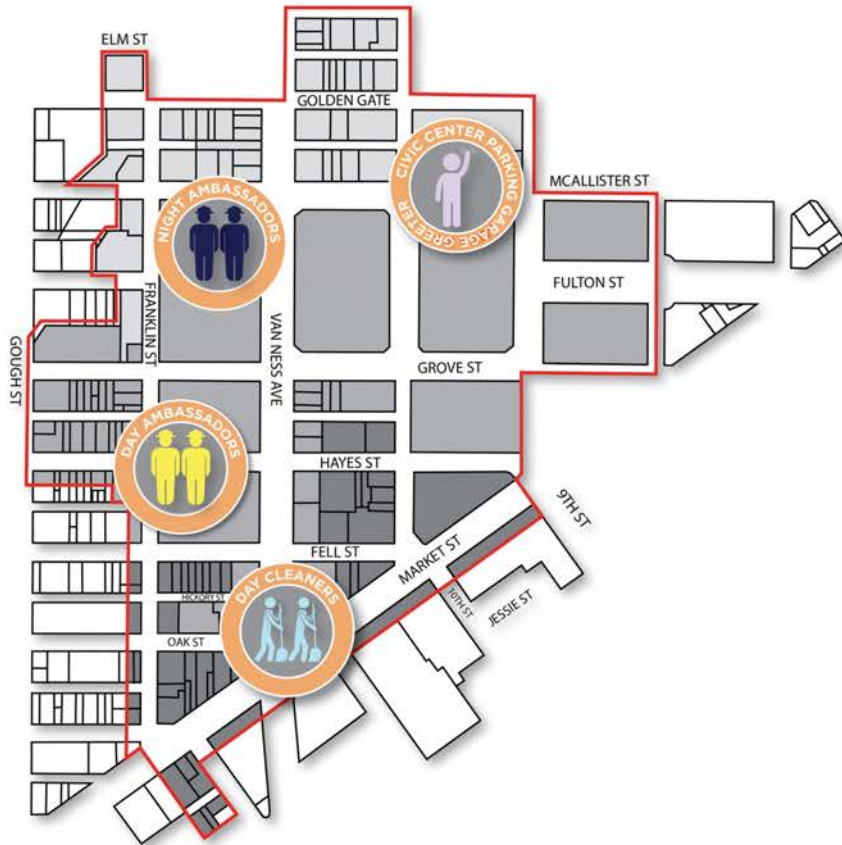 ELM ST
GOLDEN GATE
CIVIC CENTER PARKING GARAGE GREETER
MCALLISTER ST
NIGHT AMBASSADORS
FULTON ST
FRANKLIN ST
VAN NESS AVE
GOUGH ST
GROVE ST
DAY AMBASSADORS
HAYES ST
9TH ST
MARKET ST
FELL ST
10TH ST
JESSIE ST
DAY CLEANERS
HICKORY ST
OAK ST